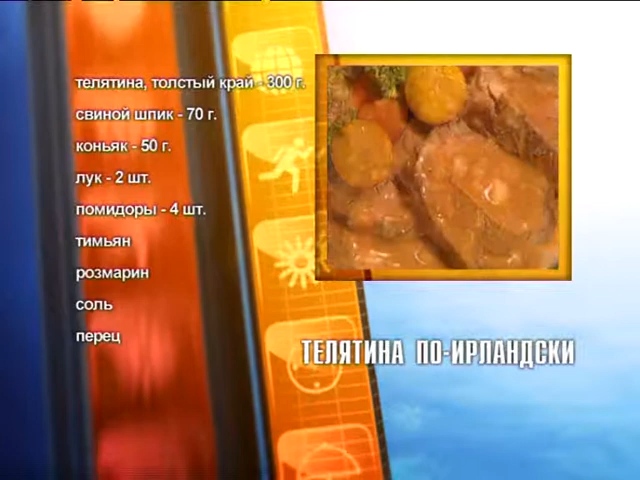 телятина, толстый край - 300 г.
свиной шпик - 70 г.
коньяк - 50 г.
лук - 2 шт.
помидоры - 4 шт.
тимьян
розмарин
соль
перец
ТЕЛЯТИНА ПО-ИРЛАНДСКИ